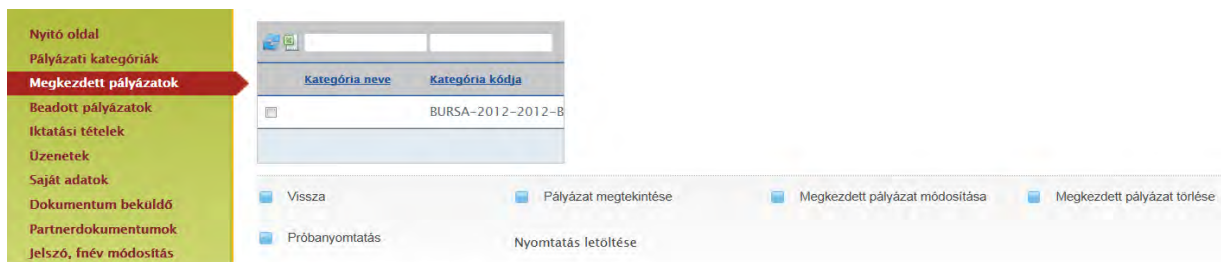 Nyitó oldal
Pályázati kategóriák
Megkezdett pályázatok
Beadott pályázatok
Iktatási tételek
Üzenetek
Saját adatok
Dokumentum beküldő
Partnerdokumentumok
Jelszó, fnév módosítás
Kategória neve Kategória kódja
BURSA-2012-2012-B
Vissza Pályázat megtekintése Megkezdett pályázat módosítása Megkezdett pályázat törlése
Próbanyomtatás Nyomtatás letöltése